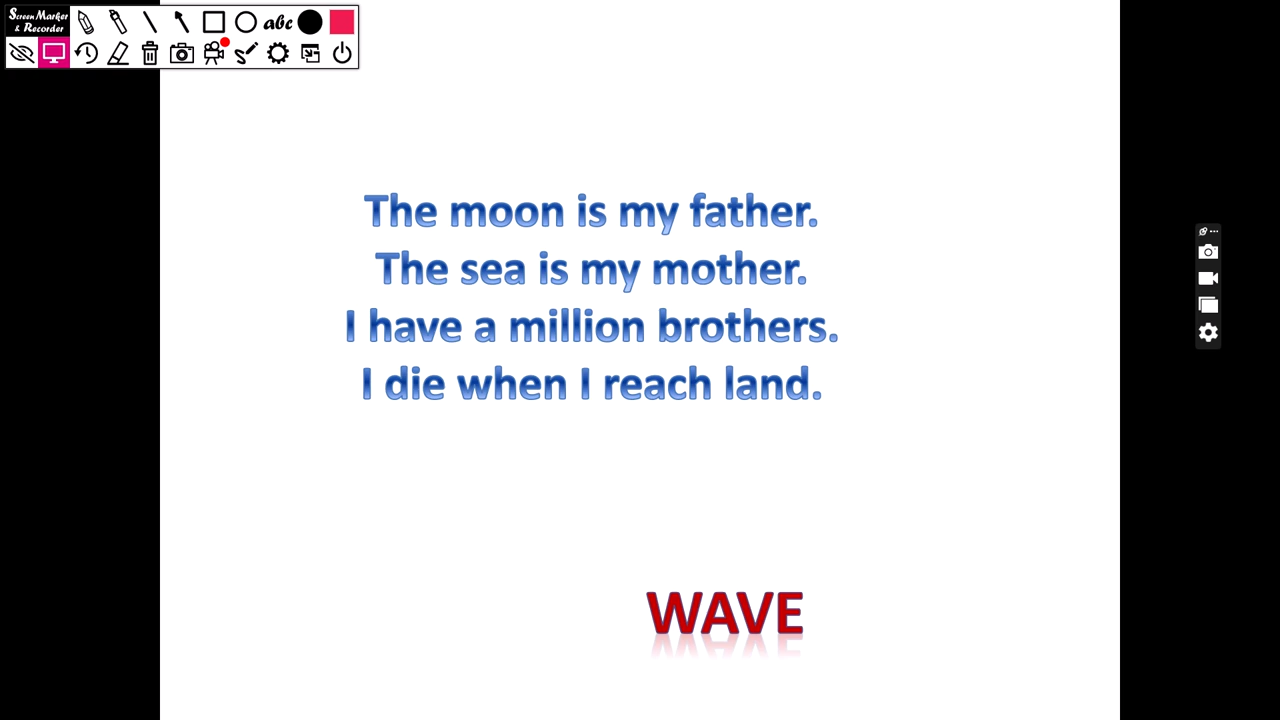 Screen Marker
& Recorder
abc
The moon is my father.
The sea is my mother.
I have a million brothers.
I die when I reach land.
WAVE